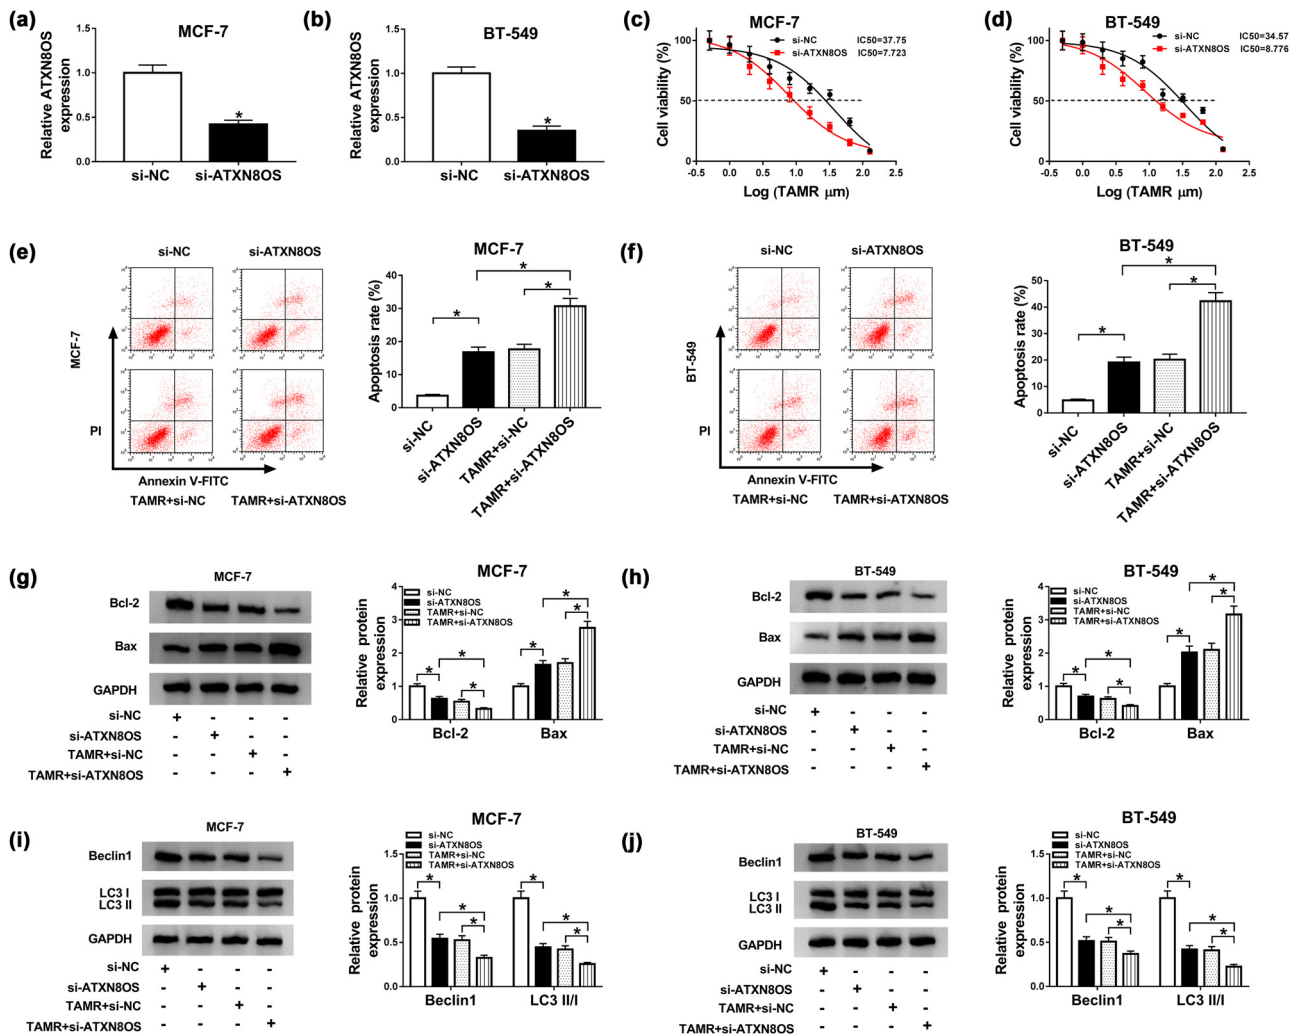 (a)
MCF-7
Relative ATXN8OS
expression
1.5
1.0
0.5
0.0
*
si-NC
si-ATXN8OS
(b)
BT-549
Relative ATXN8OS
expression
1.5
1.0
0.5
0.0
*
si-NC
si-ATXN8OS
(c)
MCF-7
si-NC IC50=37.75
si-ATXN8OS IC50=7.723
Cell viability (%)
100
50
0
-0.5 0.0 0.5 1.0 1.5 2.0 2.5
Log (TAMR μm)
(d)
BT-549
si-NC IC50=34.57
si-ATXN8OS IC50=8.776
Cell viability (%)
100
50
0
-0.5 0.0 0.5 1.0 1.5 2.0 2.5
Log (TAMR μm)
(e)
si-NC si-ATXN8OS
MCF-7
PI
Annexin V-FITC
TAMR+si-NC TAMR+si-ATXN8OS
MCF-7
Apoptosis rate (%)
40
30
20
10
0
* * *
si-NC
si-ATXN8OS
TAMR+si-NC
TAMR+si-ATXN8OS
(f)
si-NC si-ATXN8OS
BT-549
PI
Annexin V-FITC
TAMR+si-NC TAMR+si-ATXN8OS
BT-549
Apoptosis rate (%)
50
40
30
20
10
0
* * *
si-NC
si-ATXN8OS
TAMR+si-NC
TAMR+si-ATXN8OS
(g)
MCF-7
Bcl-2
Bax
GAPDH
si-NC + - - -
si-ATXN8OS - + - -
TAMR+si-NC - - + -
TAMR+si-ATXN8OS - - - +
MCF-7
si-NC
si-ATXN8OS
TAMR+si-NC
TAMR+si-ATXN8OS
Relative protein
expression
4
3
2
1
0
* * * * * *
Bcl-2 Bax
(h)
BT-549
Bcl-2
Bax
GAPDH
si-NC + - - -
si-ATXN8OS - + - -
TAMR+si-NC - - + -
TAMR+si-ATXN8OS - - - +
BT-549
si-NC
si-ATXN8OS
TAMR+si-NC
TAMR+si-ATXN8OS
Relative protein
expression
4
3
2
1
0
* * * * * *
Bcl-2 Bax
(i)
MCF-7
Beclin1
LC3 I
LC3 II
GAPDH
si-NC + - - -
si-ATXN8OS - + - -
TAMR+si-NC - - + -
TAMR+si-ATXN8OS - - - +
MCF-7
si-NC
si-ATXN8OS
TAMR+si-NC
TAMR+si-ATXN8OS
Relative protein
expression
1.5
1.0
0.5
0.0
* * * * * *
Beclin1 LC3 II/I
(j)
BT-549
Beclin1
LC3 I
LC3 II
GAPDH
si-NC + - - -
si-ATXN8OS - + - -
TAMR+si-NC - - + -
TAMR+si-ATXN8OS - - - +
BT-549
si-NC
si-ATXN8OS
TAMR+si-NC
TAMR+si-ATXN8OS
Relative protein
expression
1.5
1.0
0.5
0.0
* * * * * *
Beclin1 LC3 II/I